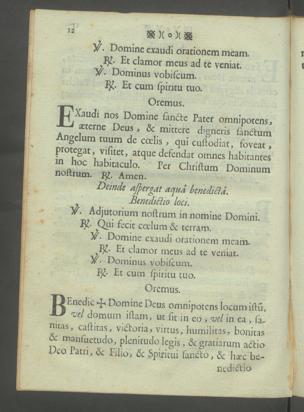 12
℣. Domine exaudi orationem meam.
℟. Et clamor meus ad te veniat.
℣. Dominus vobiſcum.
℟. Et cum ſpiritu tuo.
Oremus.
EXaudi nos Domine ſancte Pater omnipotens,
æterne Deus, & mittere digneris ſanctum
Angelum tuum de cœlis, qui cuſtodiat, foveat,
protegat, viſitet, atque defendat omnes habitantes
in hoc habitaculo. Per Chriſtum Dominum
noſtrum. ℟. Amen.
Deinde aſpergat aquâ benedictâ.
Benedictio loci.
℣. Adjutorium noſtrum in nomine Domini.
℟. Qui fecit cœlum & terram.
℣. Domine exaudi orationem meam.
℟. Et clamor meus ad te veniat.
℣. Dominus vobiſcum.
℟. Et cum ſpiritu tuo.
Oremus.
BEnedic ✠ Domine Deus omnipotens locum iſtū,
vel domum iſtam, ut ſit in eo, vel in ea, ſa-
nitas, caſtitas, victoria, virtus, humilitas, bonitas
& manſuetudo, plenitudo legis, & gratiarum actio
Deo Patri, & Filio, & Spiritui ſancto, & hæc be-
nedictio